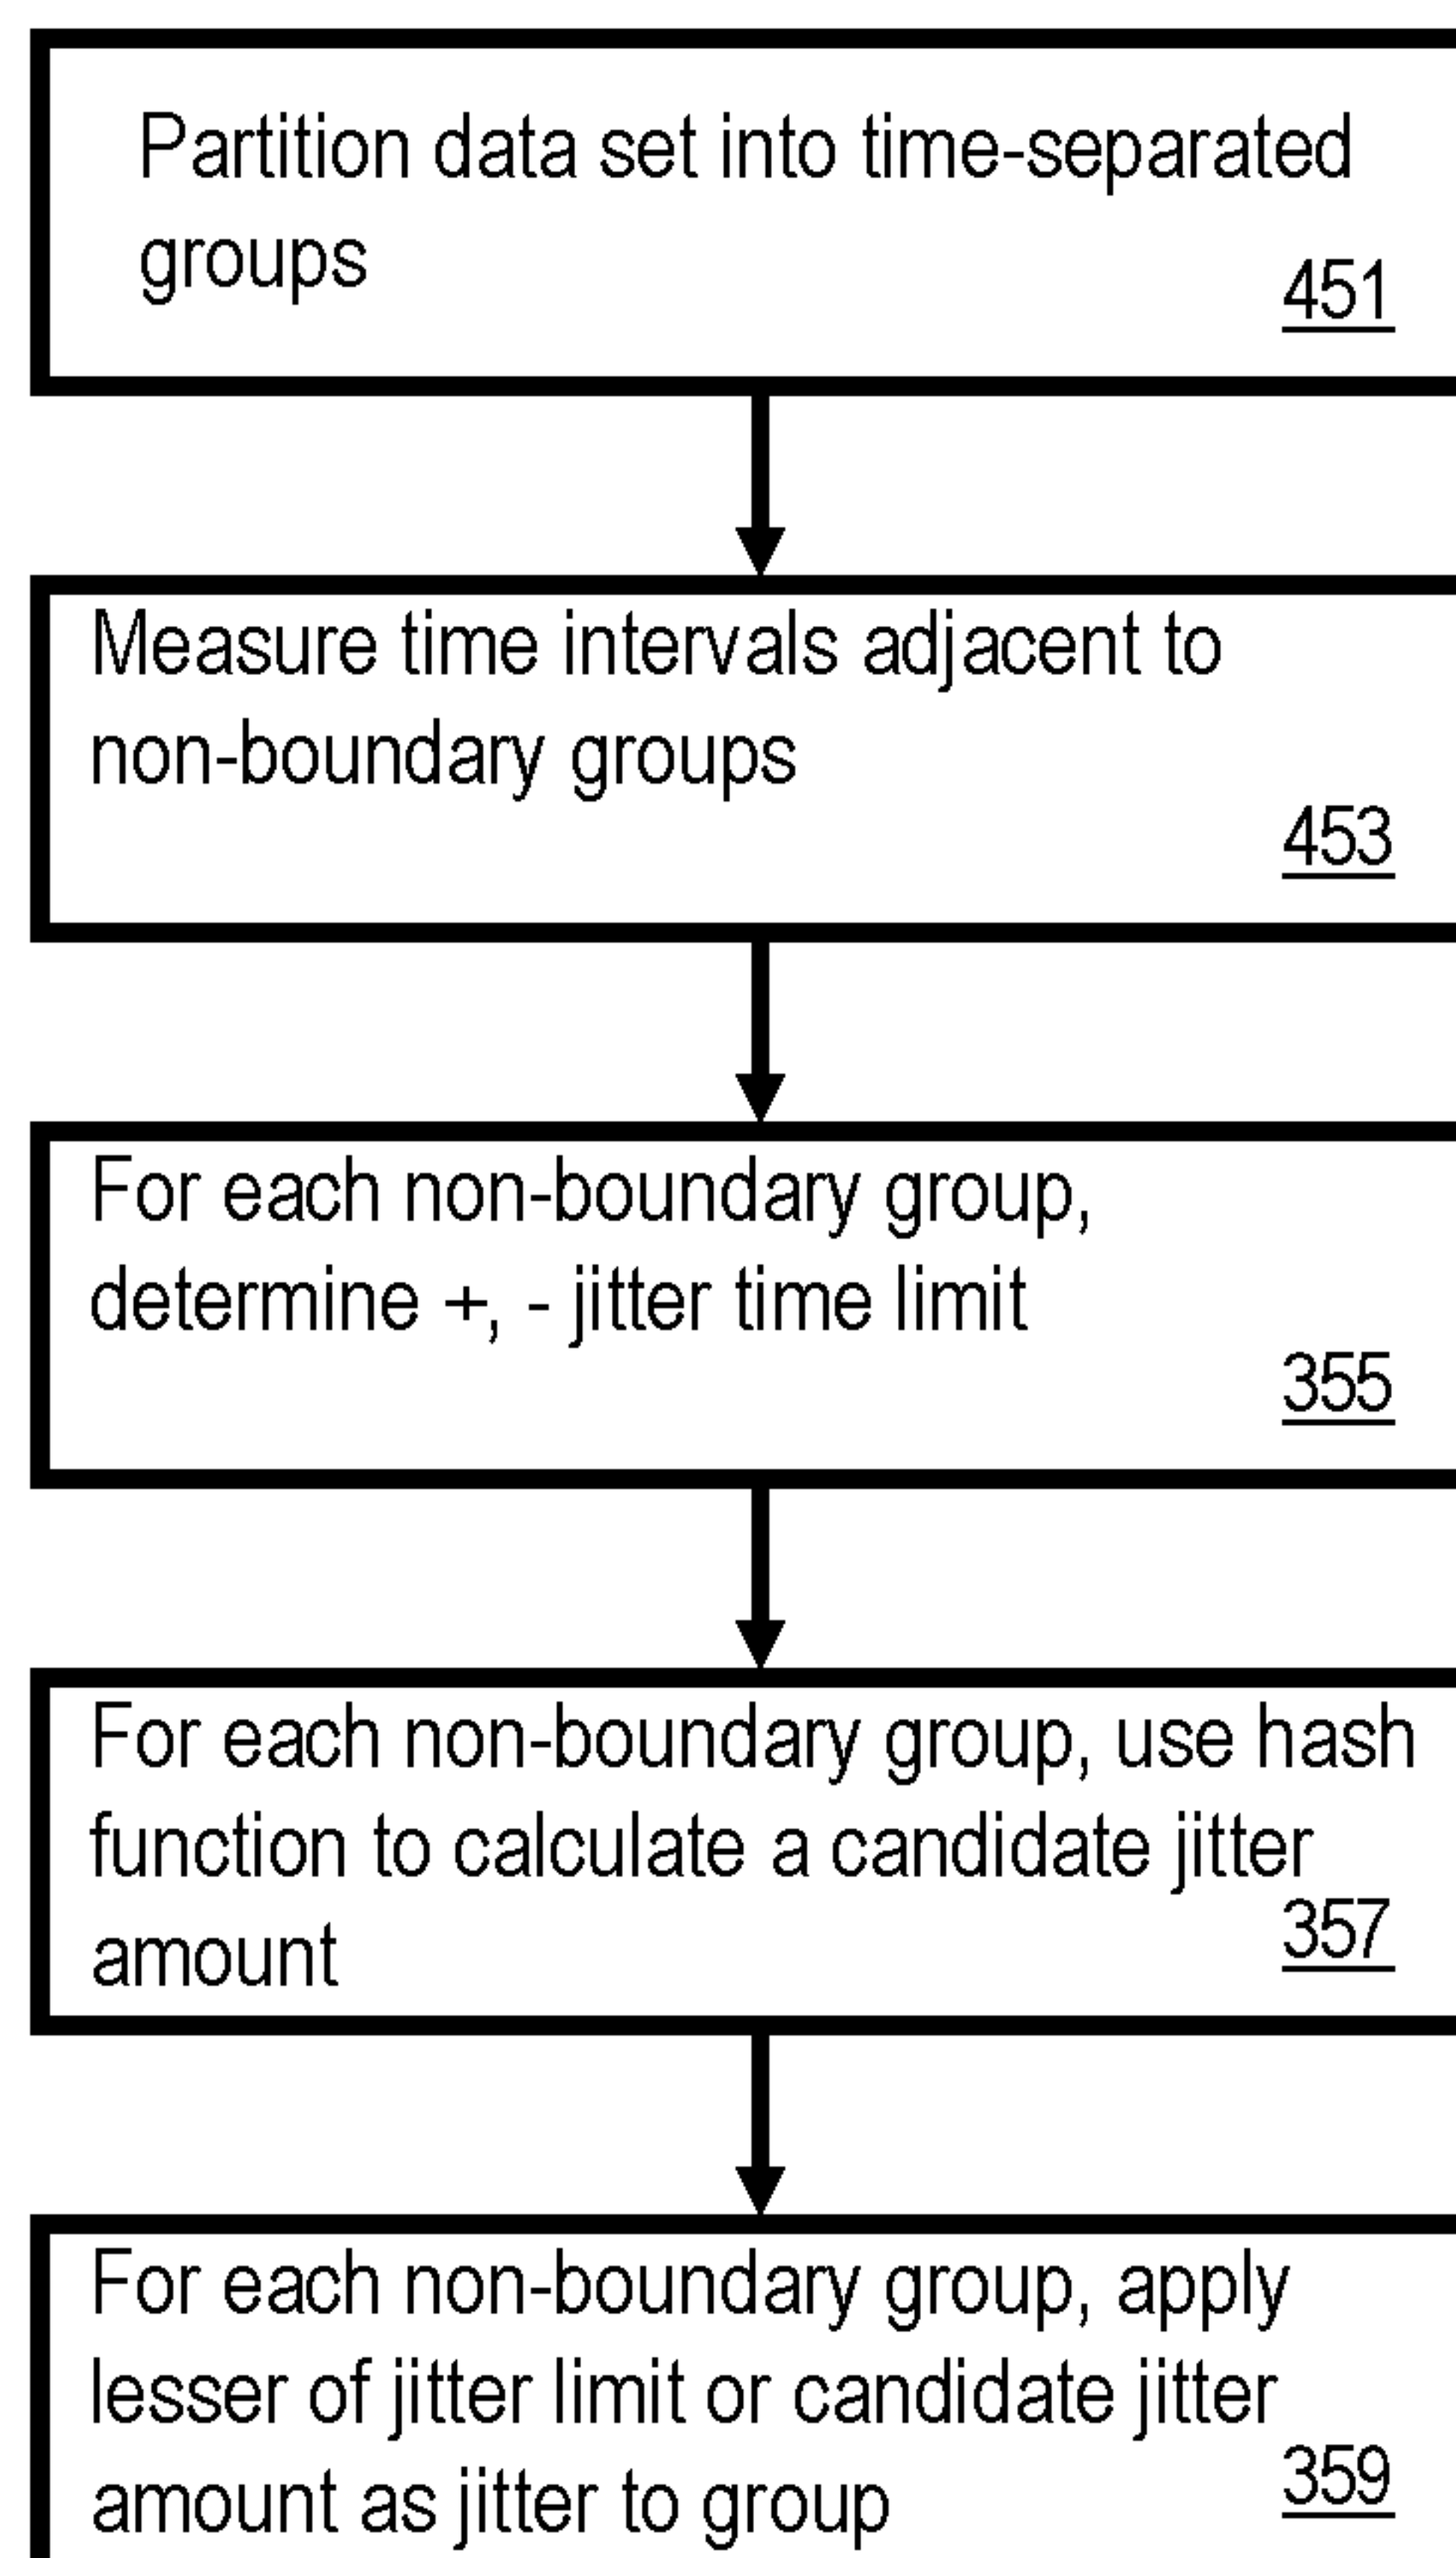 Partition data set into time-separated
groups
451
Measure time intervals adjacent to
non-boundary groups
453
For each non-boundary group,
determine +, - jitter time limit
355
For each non-boundary group, use hash
function to calculate a candidate jitter
amount
357
For each non-boundary group, apply
lesser of jitter limit or candidate jitter
amount as jitter to group
359